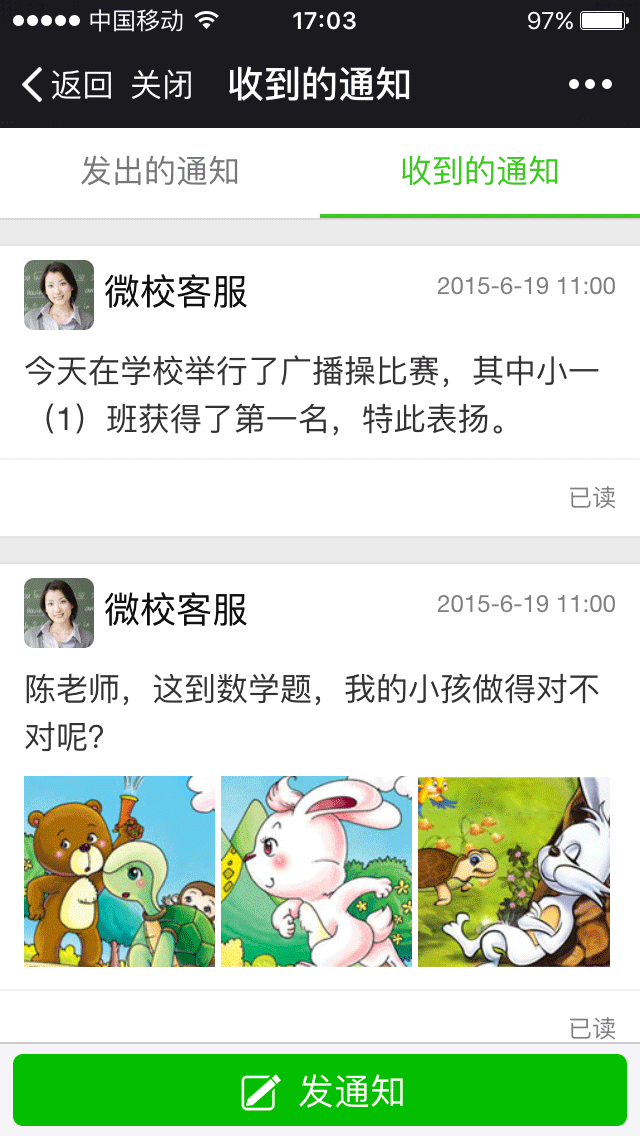 中国移动 17:03 97%
返回 关闭 收到的通知
发出的通知 收到的通知
微校客服 2015-6-19 11:00
今天在学校举行了广播操比赛，其中小一
（1）班获得了第一名，特此表扬。
已读
微校客服 2015-6-19 11:00
陈老师，这到数学题，我的小孩做得对不
对呢?
已读
发通知